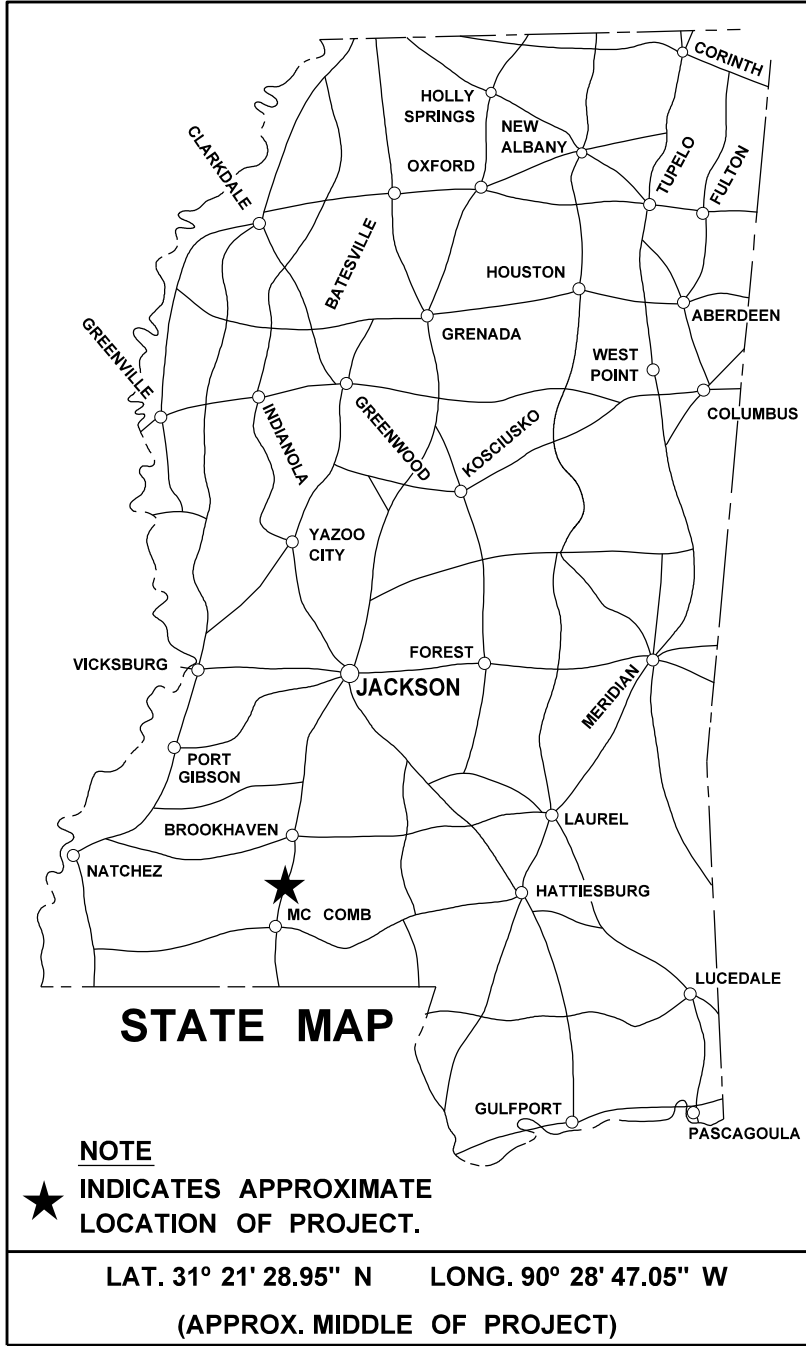 CORINTH
HOLLY
SPRINGS
NEW
ALBANY
CLARKDALE
OXFORD
TUPELO
FULTON
BATESVILLE
HOUSTON
ABERDEEN
GRENADA
GREENVILLE
WEST
POINT
COLUMBUS
INDIANOLA
GREENWOOD
KOSCIUSKO
YAZOO
CITY
VICKSBURG
FOREST
JACKSON
MERIDIAN
PORT
GIBSON
BROOKHAVEN
LAUREL
NATCHEZ
HATTIESBURG
MC COMB
LUCEDALE
STATE MAP
GULFPORT
PASCAGOULA
NOTE
INDICATES APPROXIMATE
LOCATION OF PROJECT.
LAT. 31º 21' 28.95" N LONG. 90º 28' 47.05" W
(APPROX. MIDDLE OF PROJECT)